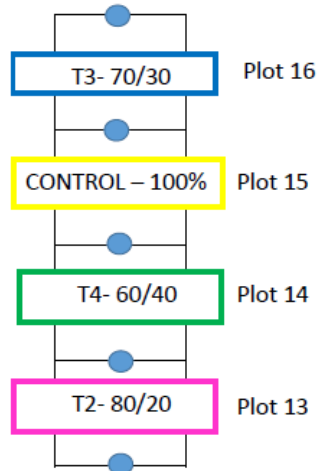 T3- 70/30 Plot 16
CONTROL – 100% Plot 15
T4- 60/40 Plot 14
T2- 80/20 Plot 13